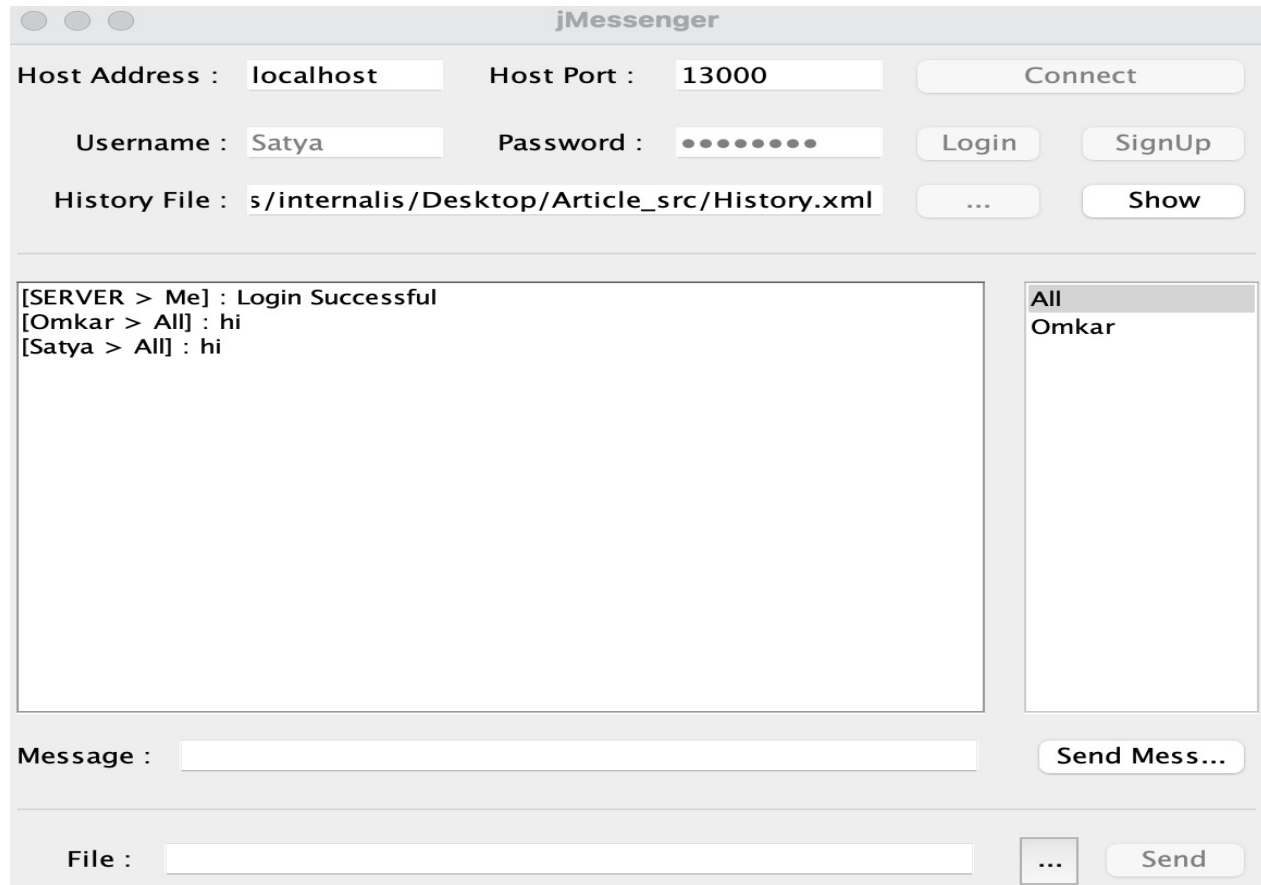 jMessenger
Host Address : localhost Host Port : 13000 Connect
Username : Satya Password : •••••••• Login SignUp
History File : s/internalis/Desktop/Article_src/History.xml ... Show
[SERVER > Me] : Login Successful
[Omkar > All] : hi
[Satya > All] : hi
All
Omkar
Message : Send Mess...
File : ... Send